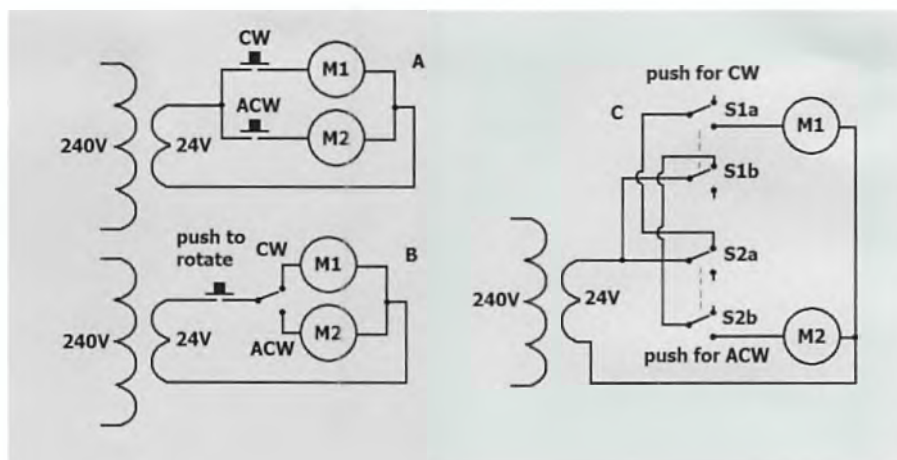 CW
M1
A
ACW
M2
240V
24V
push to
rotate
CW
M1
B
ACW
M2
240V
24V
push for CW
C
S1a
M1
S1b
S2a
240V
24V
S2b
M2
push for ACW